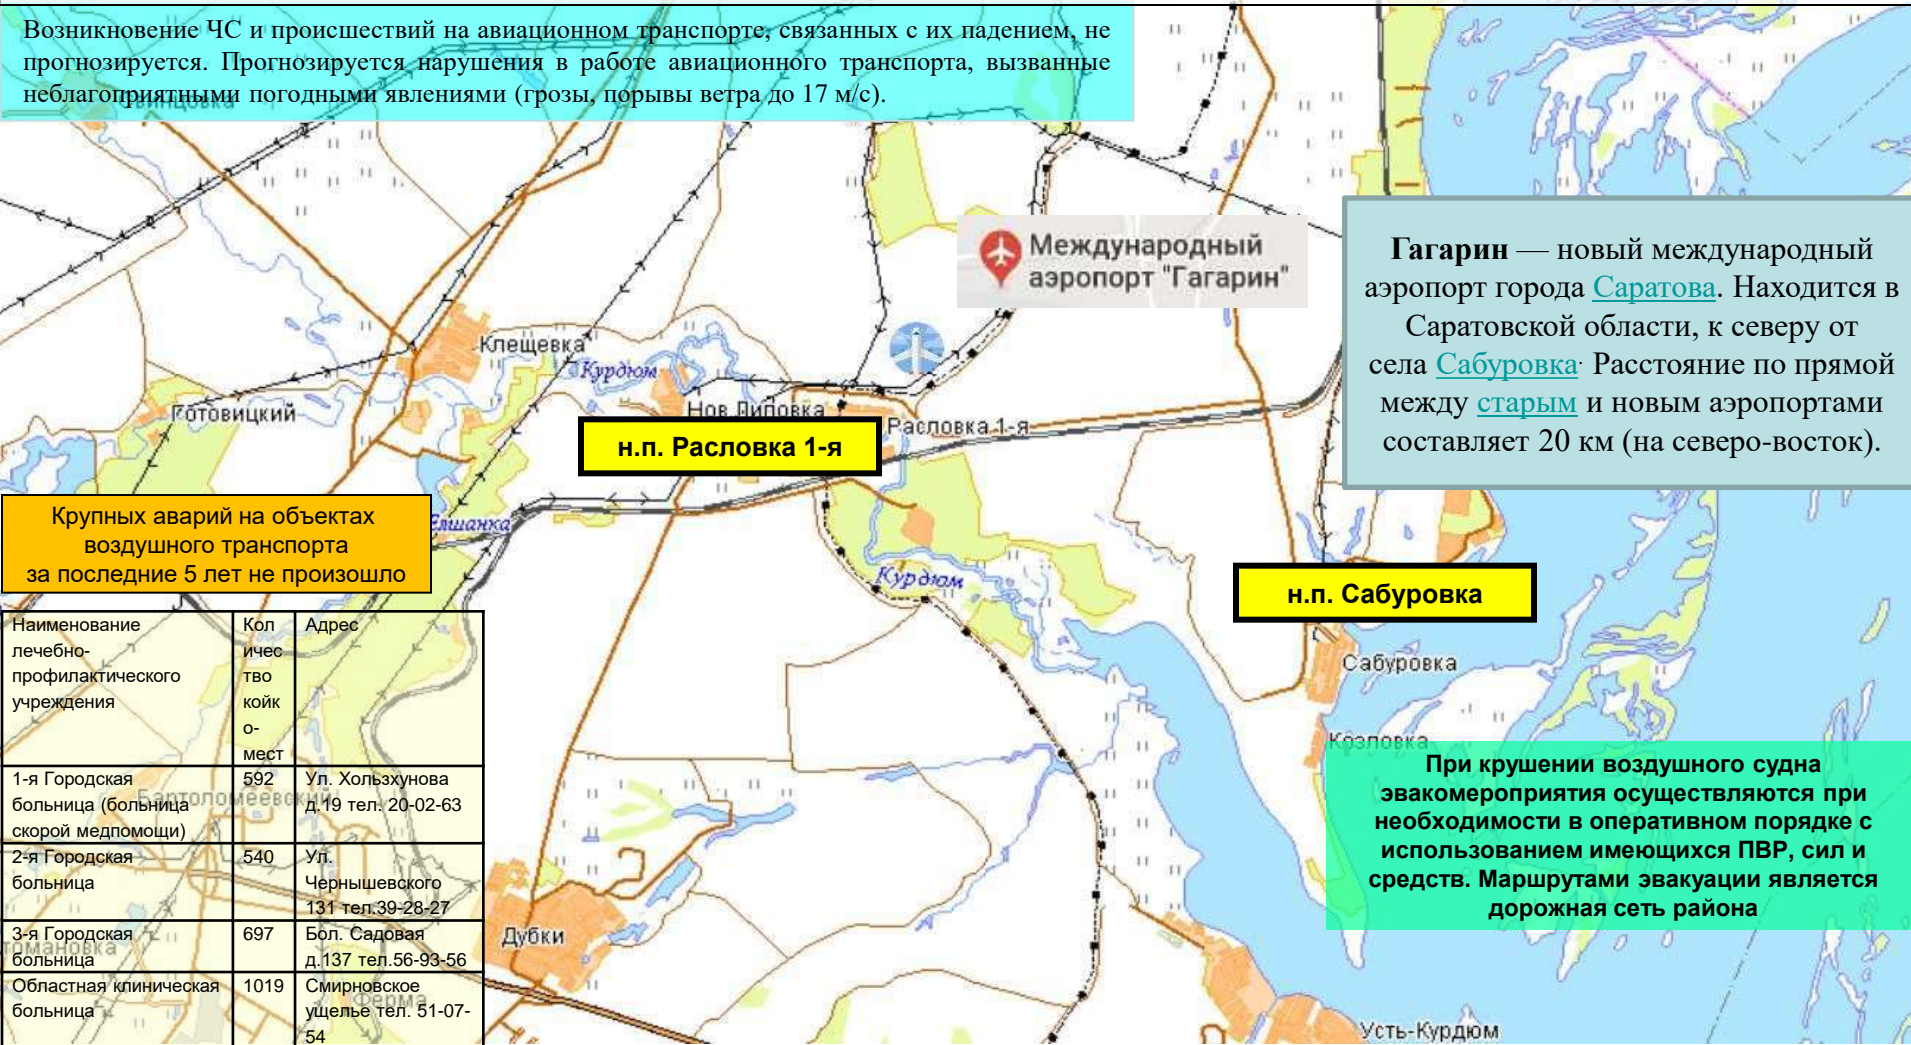 Возникновение ЧС и происшествий на авиационном транспорте, связанных с их падением, не
прогнозируется. Прогнозируется нарушения в работе авиационного транспорта, вызванные
неблагоприятными погодными явлениями (грозы, порывы ветра до 17 м/с).
Международный
аэропорт "Гагарин"
Гагарин — новый международный
аэропорт города Саратова. Находится в
Саратовской области, к северу от
села Сабуровка. Расстояние по прямой
между старым и новым аэропортами
составляет 20 км (на северо-восток).
Клещевка
Курдюм
Готовицкий
Нов.Липовка
Расловка 1-я
н.п. Расловка 1-я
Крупных аварий на объектах
воздушного транспорта
за последние 5 лет не произошло
Елшанка
Курдюм
н.п. Сабуровка
Сабуровка
Козловка
Наименование
лечебно-
профилактического
учреждения
Кол
ичес
тво
койк
о-
мест
Адрес
1-я Городская
больница (больница
скорой медпомощи)
592
Ул. Хользхунова
д.19 тел. 20-02-63
2-я Городская
больница
540
Ул.
Чернышевского
131 тел.39-28-27
3-я Городская
больница
697
Бол. Садовая
д.137 тел.56-93-56
Областная клиническая
больница
1019
Смирновское
ущелье тел. 51-07-
54
Ферма
При крушении воздушного судна
эвакомероприятия осуществляются при
необходимости в оперативном порядке с
использованием имеющихся ПВР, сил и
средств. Маршрутами эвакуации является
дорожная сеть района
Дубки
Усть-Курдюм